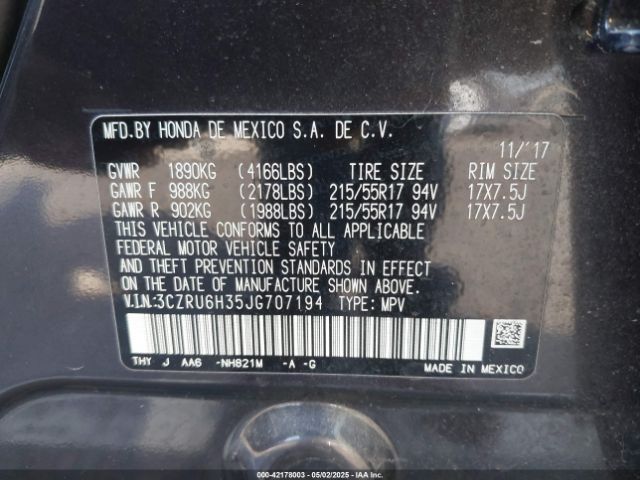 MFD.BY HONDA DE MEXICO S.A. DE C.V.
11/'17
GVWR 1890KG (4166LBS) TIRE SIZE RIM SIZE
GAWR F 988KG (2178LBS) 215/55R17 94V 17X7.5J
GAWR R 902KG (1988LBS) 215/55R17 94V 17X7.5J
THIS VEHICLE CONFORMS TO ALL APPLICABLE
FEDERAL MOTOR VEHICLE SAFETY
AND THEFT PREVENTION STANDARDS IN EFFECT
ON THE DATE OF MANUFACTURE SHOWN ABOVE.
V.I.N.:3CZRU6H35JG707194 TYPE: MPV
THY J AA6 -NH821M -A -G
MADE IN MEXICO
000-42178003 - 05/02/2025 - IAA Inc.